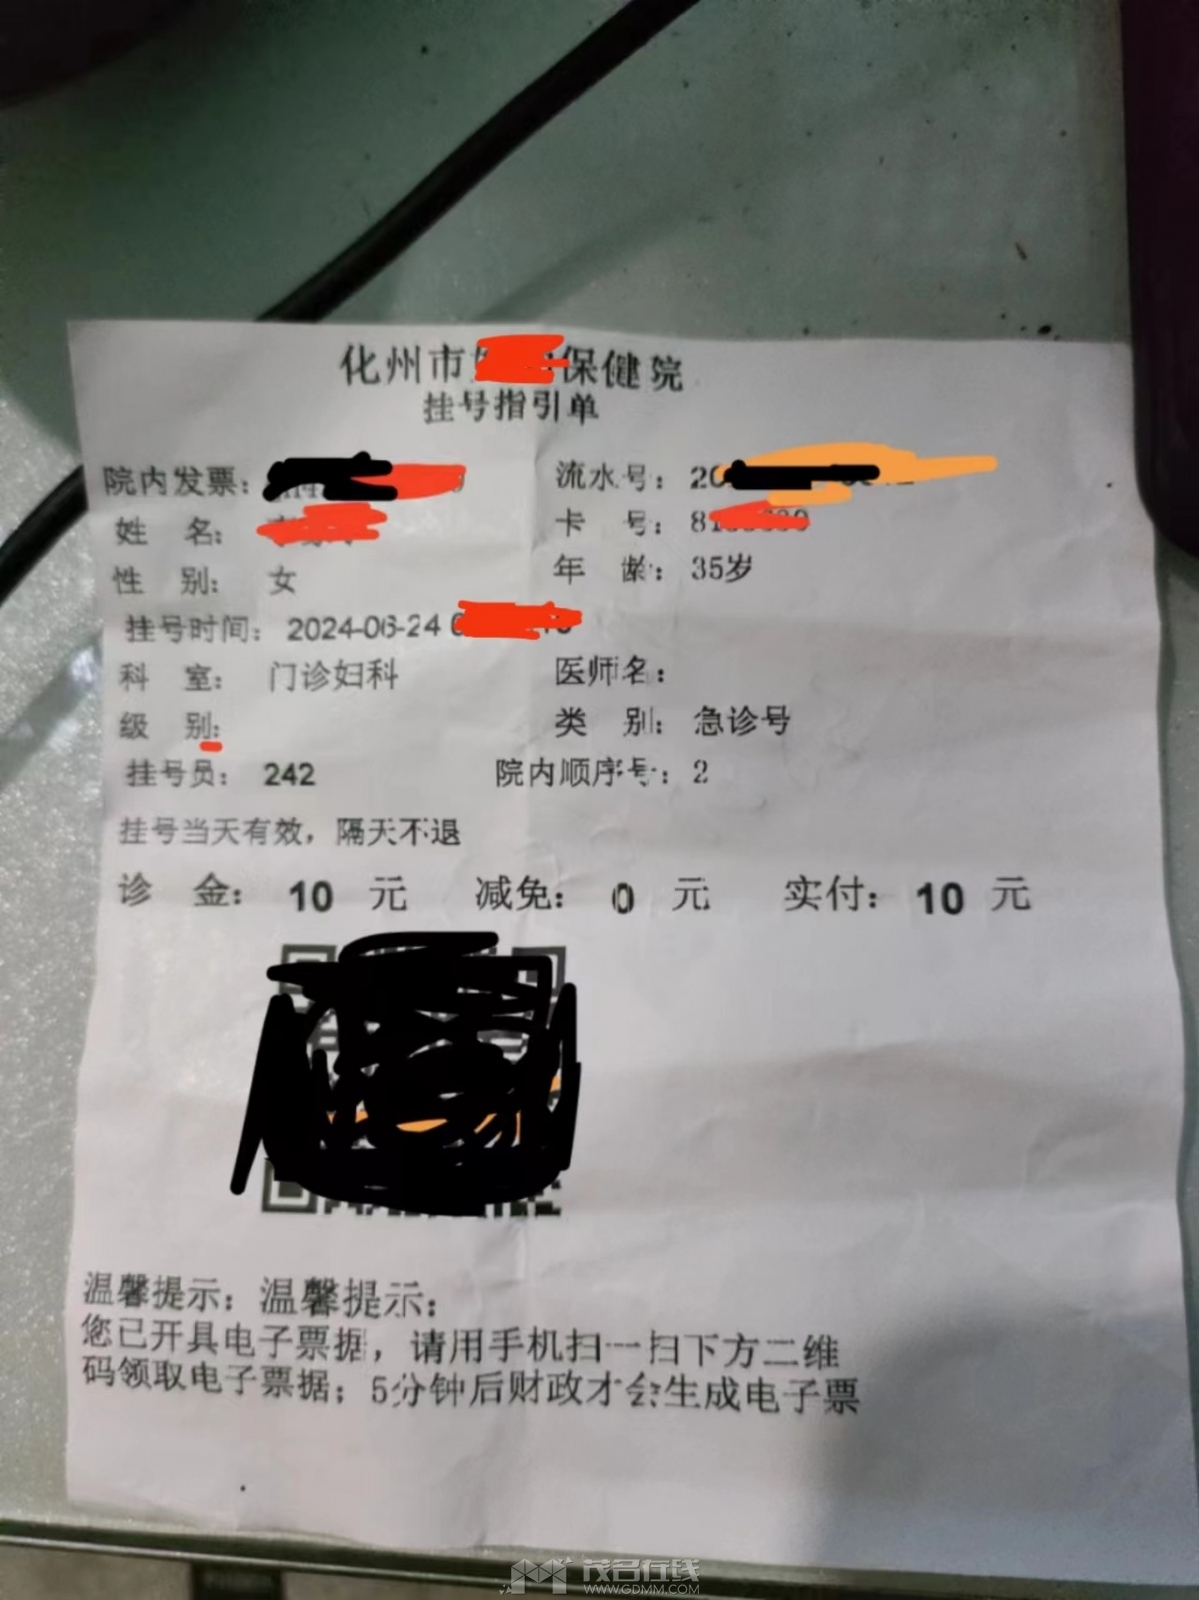 化州市 保健院
挂号指引单
院内发票： 流水号：20
姓 名： 卡 号：8
性 别： 女 年 龄：35岁
挂号时间： 2024-06-24
科 室： 门诊妇科 医师名：
级 别： 类 别：急诊号
挂号员： 242 院内顺序号：2
挂号当天有效，隔天不退
诊 金： 10 元 减免： 0 元 实付： 10 元
温馨提示：温馨提示：
您已开具电子票据，请用手机扫一扫下方二维
码领取电子票据；5分钟后财政才会生成电子票
茂名在线
WWW.GDMM.COM